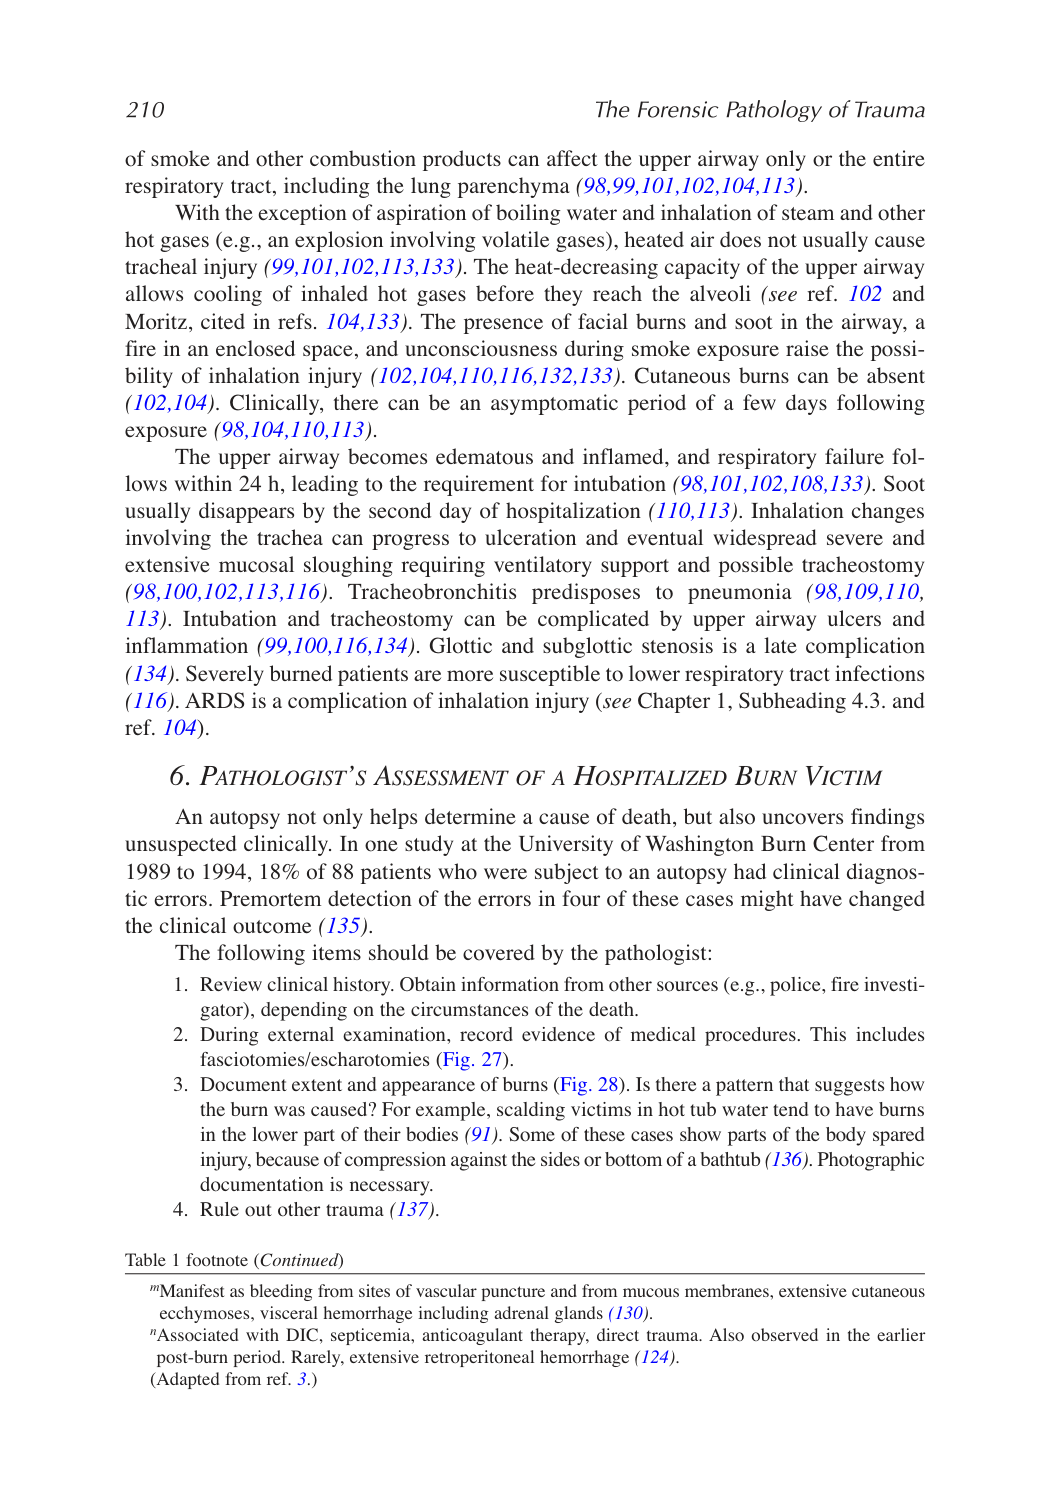 210
The Forensic Pathology of Trauma
of smoke and other combustion products can affect the upper airway only or the entire
respiratory tract, including the lung parenchyma (98,99,101,102,104,113).
With the exception of aspiration of boiling water and inhalation of steam and other
hot gases (e.g., an explosion involving volatile gases), heated air does not usually cause
tracheal injury (99,101,102,113,133). The heat-decreasing capacity of the upper airway
allows cooling of inhaled hot gases before they reach the alveoli (see ref. 102 and
Moritz, cited in refs. 104,133). The presence of facial burns and soot in the airway, a
fire in an enclosed space, and unconsciousness during smoke exposure raise the possi-
bility of inhalation injury (102,104,110,116,132,133). Cutaneous burns can be absent
(102,104). Clinically, there can be an asymptomatic period of a few days following
exposure (98,104,110,113).
The upper airway becomes edematous and inflamed, and respiratory failure fol-
lows within 24 h, leading to the requirement for intubation (98,101,102,108,133). Soot
usually disappears by the second day of hospitalization (110,113). Inhalation changes
involving the trachea can progress to ulceration and eventual widespread severe and
extensive mucosal sloughing requiring ventilatory support and possible tracheostomy
(98,100,102,113,116). Tracheobronchitis predisposes to pneumonia (98,109,110,
113). Intubation and tracheostomy can be complicated by upper airway ulcers and
inflammation (99,100,116,134). Glottic and subglottic stenosis is a late complication
(134). Severely burned patients are more susceptible to lower respiratory tract infections
(116). ARDS is a complication of inhalation injury (see Chapter 1, Subheading 4.3. and
ref. 104).
6. PATHOLOGIST'S ASSESSMENT OF A HOSPITALIZED BURN VICTIM
An autopsy not only helps determine a cause of death, but also uncovers findings
unsuspected clinically. In one study at the University of Washington Burn Center from
1989 to 1994, 18% of 88 patients who were subject to an autopsy had clinical diagnos-
tic errors. Premortem detection of the errors in four of these cases might have changed
the clinical outcome (135).
The following items should be covered by the pathologist:
1. Review clinical history. Obtain information from other sources (e.g., police, fire investi-
gator), depending on the circumstances of the death.
2. During external examination, record evidence of medical procedures. This includes
fasciotomies/escharotomies (Fig. 27).
3. Document extent and appearance of burns (Fig. 28). Is there a pattern that suggests how
the burn was caused? For example, scalding victims in hot tub water tend to have burns
in the lower part of their bodies (91). Some of these cases show parts of the body spared
injury, because of compression against the sides or bottom of a bathtub (136). Photographic
documentation is necessary.
4. Rule out other trauma (137).
Table 1 footnote (Continued)
mManifest as bleeding from sites of vascular puncture and from mucous membranes, extensive cutaneous
ecchymoses, visceral hemorrhage including adrenal glands (130).
nAssociated with DIC, septicemia, anticoagulant therapy, direct trauma. Also observed in the earlier
post-burn period. Rarely, extensive retroperitoneal hemorrhage (124).
(Adapted from ref. 3.)